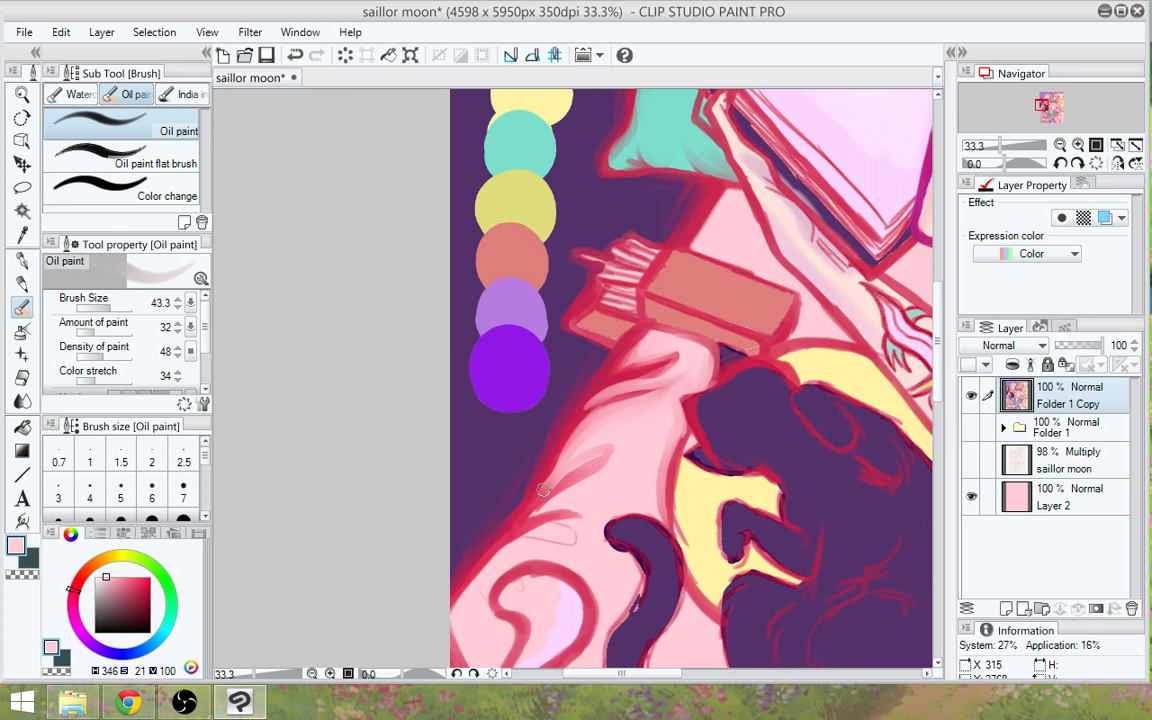 saillor moon* (4598 x 5950px 350dpi 33.3%) - CLIP STUDIO PAINT PRO
File Edit Layer Selection View Filter Window Help
Sub Tool [Brush]
saillor moon*
Navigator
Waterc Oil pain India in
Oil paint
Oil paint flat brush
Color change
33.3
0.0
Layer Property
Effect
Expression color
Color
Tool property [Oil paint]
Oil paint
Brush Size 43.3
Amount of paint 32
Density of paint 48
Color stretch 34
Layer
Normal 100
100 % Normal
Folder 1 Copy
100 % Normal
Folder 1
98 % Multiply
saillor moon
100 % Normal
Layer 2
Brush size [Oil paint]
0.7 1 1.5 2 2.5
3 4 5 6 7
A
H 346 S 21 V 100
33.3 0.0
Information
System: 27% Application: 16%
X 315 H: